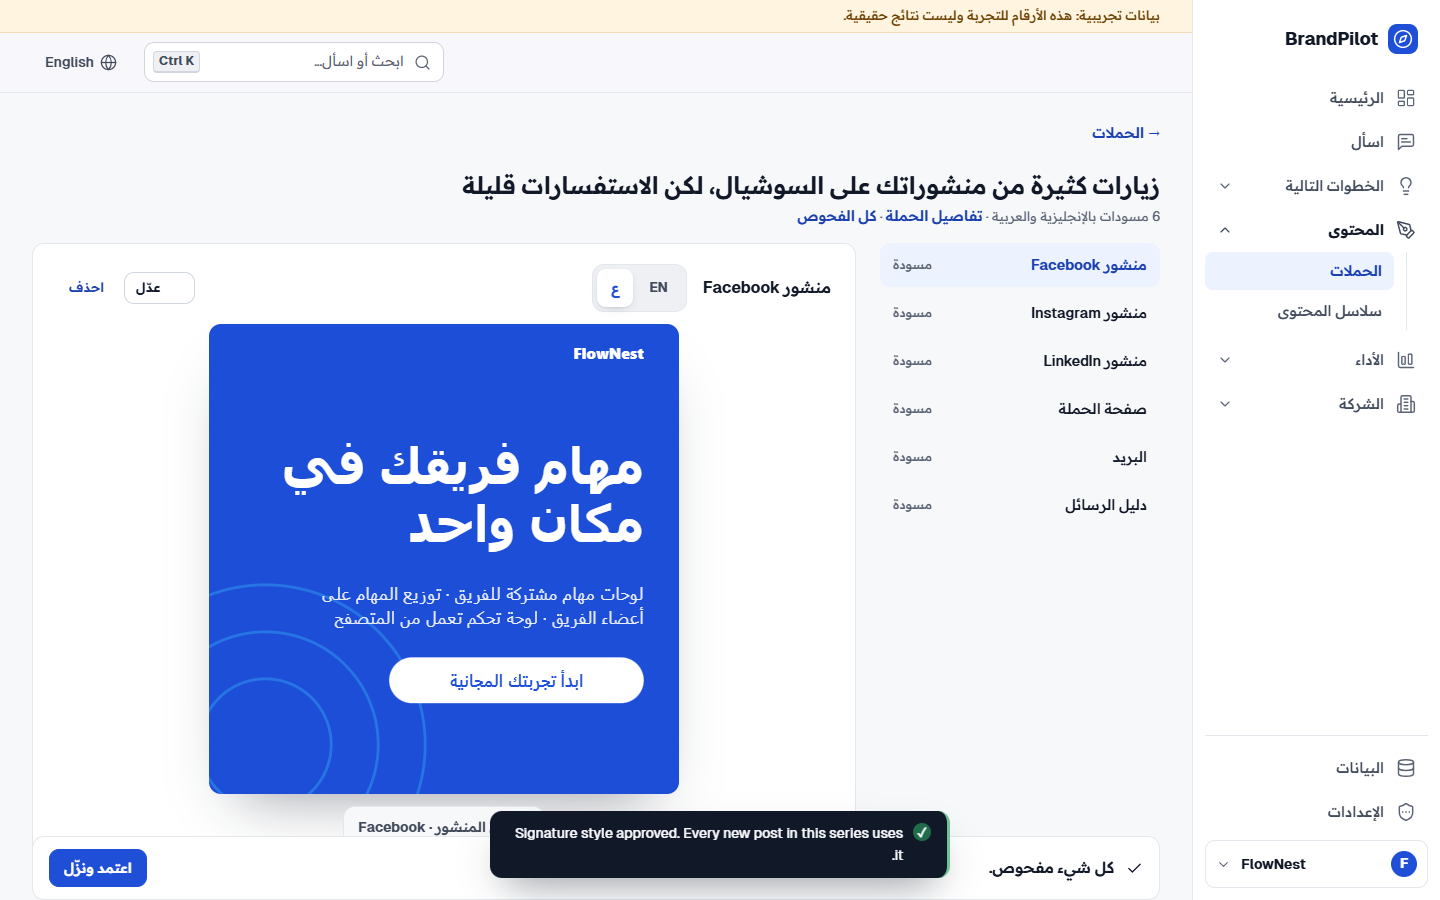 بيانات تجريبية: هذه الأرقام للتجربة وليست نتائج حقيقية.
BrandPilot
الرئيسية
اسأل
الخطوات التالية
المحتوى
الحملات
سلاسل المحتوى
الأداء
الشركة
البيانات
الإعدادات
F FlowNest
ابحث أو اسأل...
Ctrl K
English
→ الحملات
زيارات كثيرة من منشوراتك على السوشيال، لكن الاستفسارات قليلة
6 مسودات بالإنجليزية والعربية · تفاصيل الحملة · كل الفحوص
منشور Facebook مسودة
منشور Instagram مسودة
منشور LinkedIn مسودة
صفحة الحملة مسودة
البريد مسودة
دليل الرسائل مسودة
منشور Facebook
EN ع
عدّل
احذف
FlowNest
مهام فريقك في
مكان واحد
لوحات مهام مشتركة للفريق · توزيع المهام على
أعضاء الفريق · لوحة تحكم تعمل من المتصفح
ابدأ تجربتك المجانية
المنشور · Facebook
Signature style approved. Every new post in this series uses
it.
كل شيء مفحوص.
اعتمد ونزّل